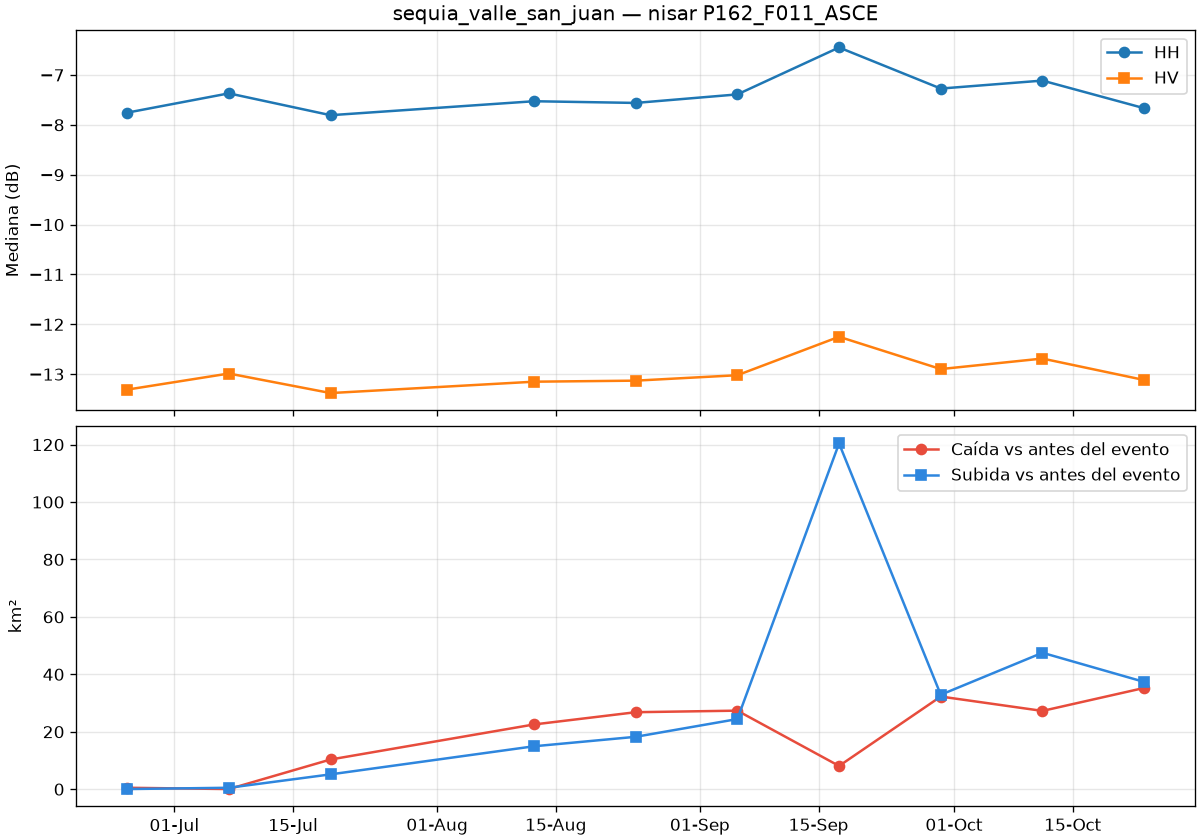 sequia_valle_san_juan — nisar P162_F011_ASCE
HH
HV
−7
−8
−9
−10
−11
−12
−13
Mediana (dB)
Caída vs antes del evento
Subida vs antes del evento
120
100
80
60
40
20
0
km²
01-Jul
15-Jul
01-Aug
15-Aug
01-Sep
15-Sep
01-Oct
15-Oct